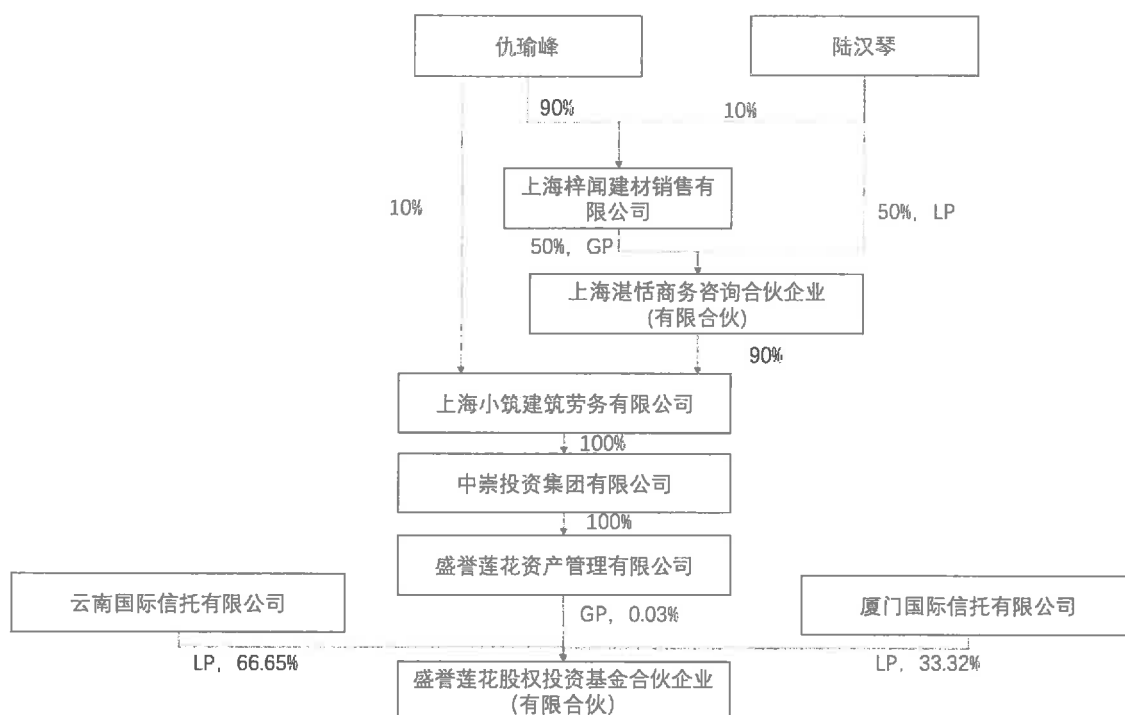 仇瑜峰
陆汉琴
90%
10%
上海梓闻建材销售有
限公司
10%
50%, LP
50%, GP
上海湛恬商务咨询合伙企业
(有限合伙)
90%
上海小筑建筑劳务有限公司
100%
中崇投资集团有限公司
100%
盛誉莲花资产管理有限公司
云南国际信托有限公司
厦门国际信托有限公司
GP, 0.03%
LP, 66.65%
LP, 33.32%
盛誉莲花股权投资基金合伙企业
(有限合伙)